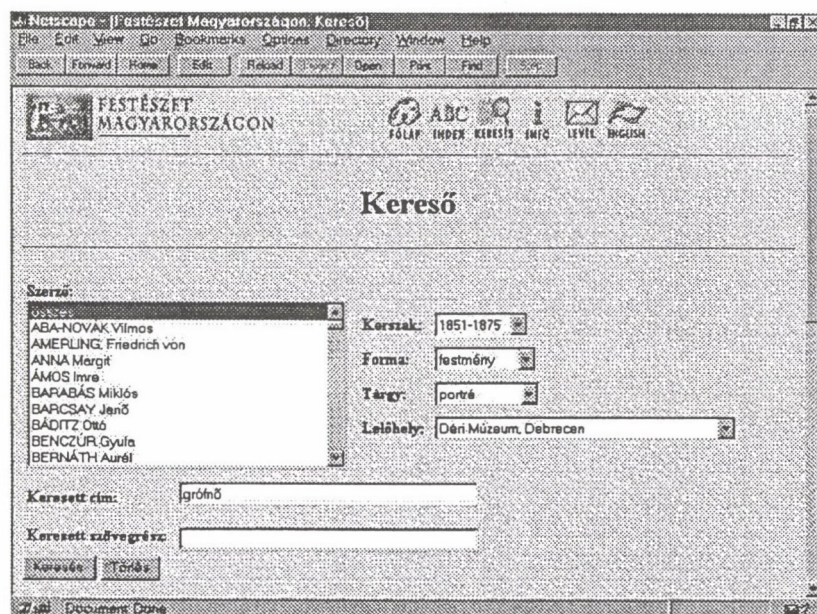 Netscape - [Festészet Magyarországon, Kereső]
File Edit View Go Bookmarks Options Directory Window Help
Back Forward Home Edit Reload Open Print Find Stop
FESTÉSZET
MAGYARORSZÁGON
FŐLAP INDEX KERESÉS INFO LEVÉL ENGLISH
ABC
Kereső
Szerző:
összes
ABA-NOVÁK Vilmos
AMERLING, Friedrich von
ANNA Margit
ÁMOS Imre
BARABÁS Miklós
BARCSAY Jenő
BÁDITZ Ottó
BENCZÚR Gyula
BERNÁTH Aurél
Korszak: 1851-1875
Forma: festmény
Tárgy: portré
Lelőhely: Déri Múzeum, Debrecen
Keresett cím: grófnő
Keresett szövegrész:
Keresés Törlés
Document Done